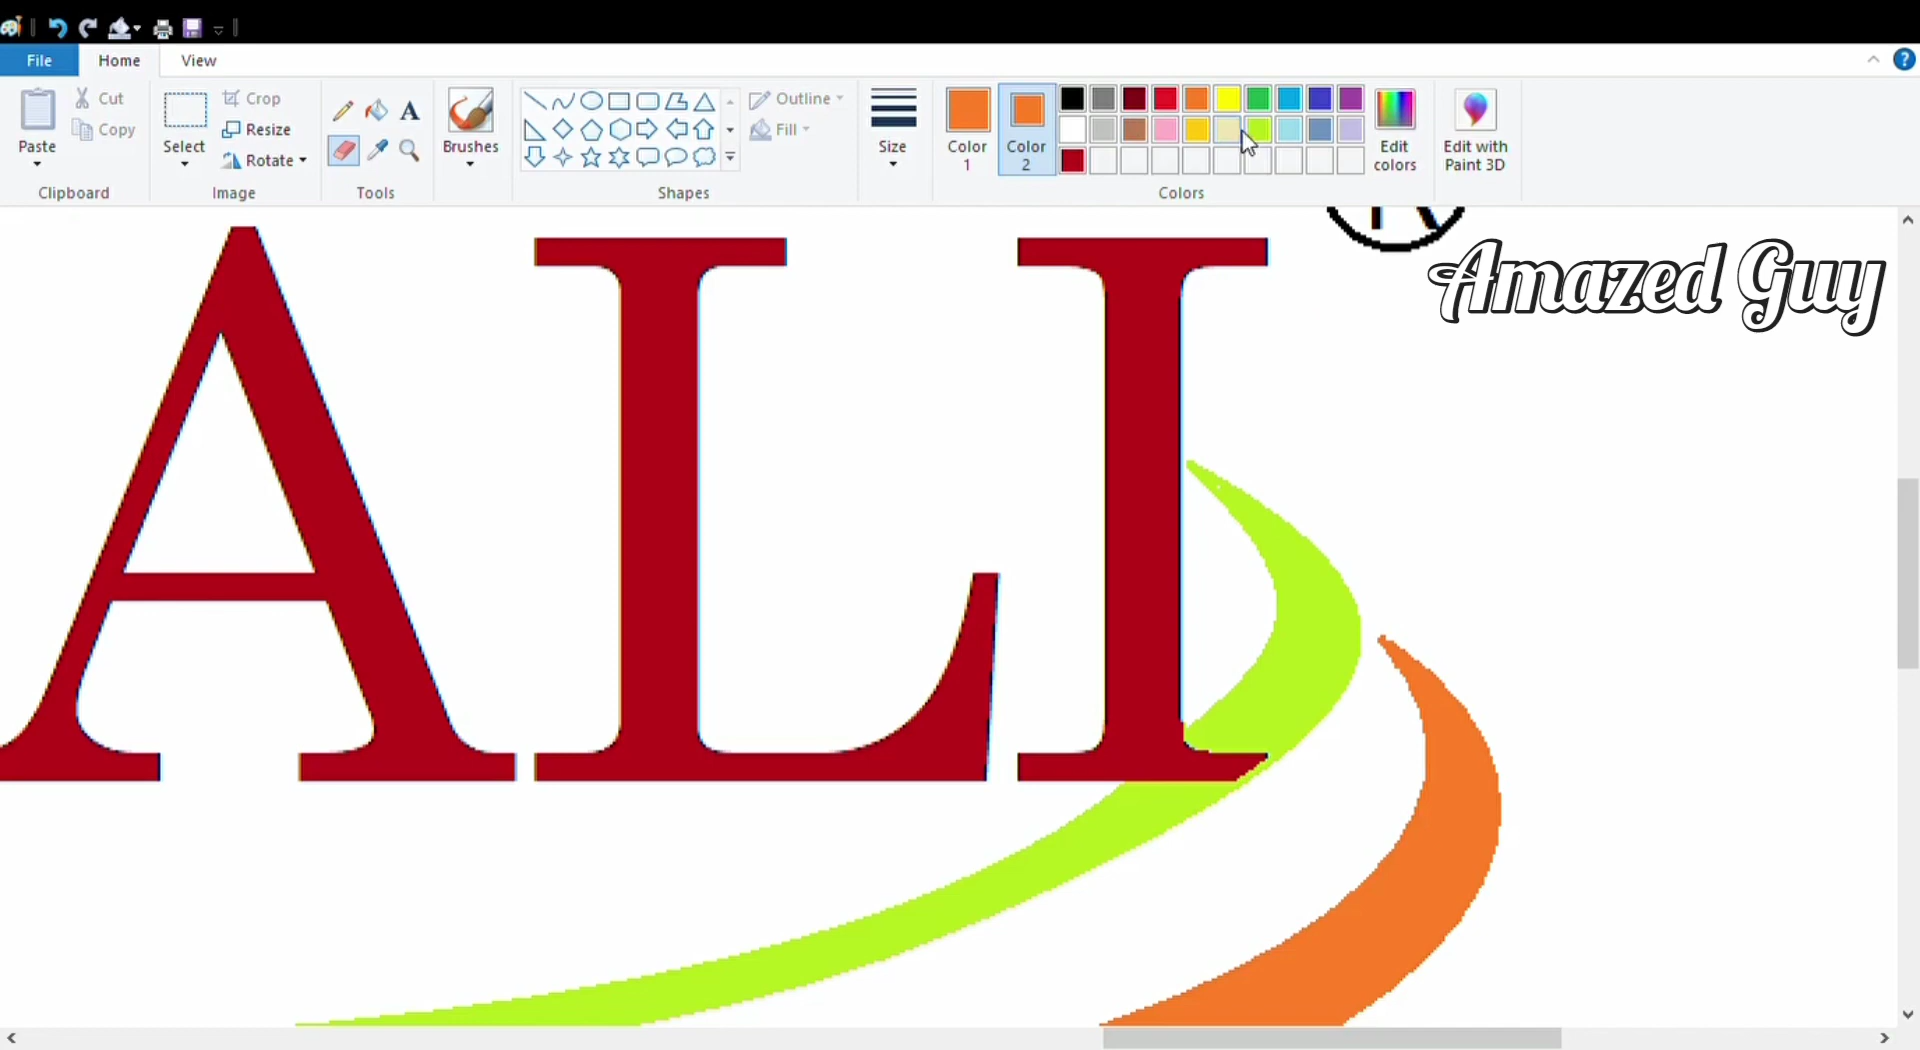 File Home View
Cut
Copy
Paste
Clipboard
Crop
Resize
Rotate
Select
Image
A
Tools
Brushes
Outline
Fill
Shapes
Size
Color
1
Color
2
Edit
colors
Colors
Edit with
Paint 3D
?
R
Amazed Guy
ALI